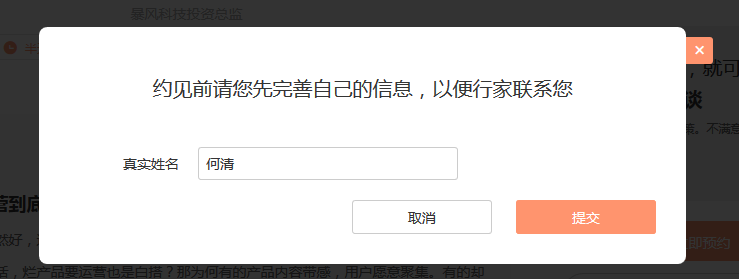 暴风科技投资总监
约见前请您先完善自己的信息，以便行家联系您
，就可
谈
策。不满意
真实姓名
何清
取消
提交
营到底
即预约
话，烂产品要运营也是白搭？那为何有的产品内容带感，用户愿意聚集。有的却